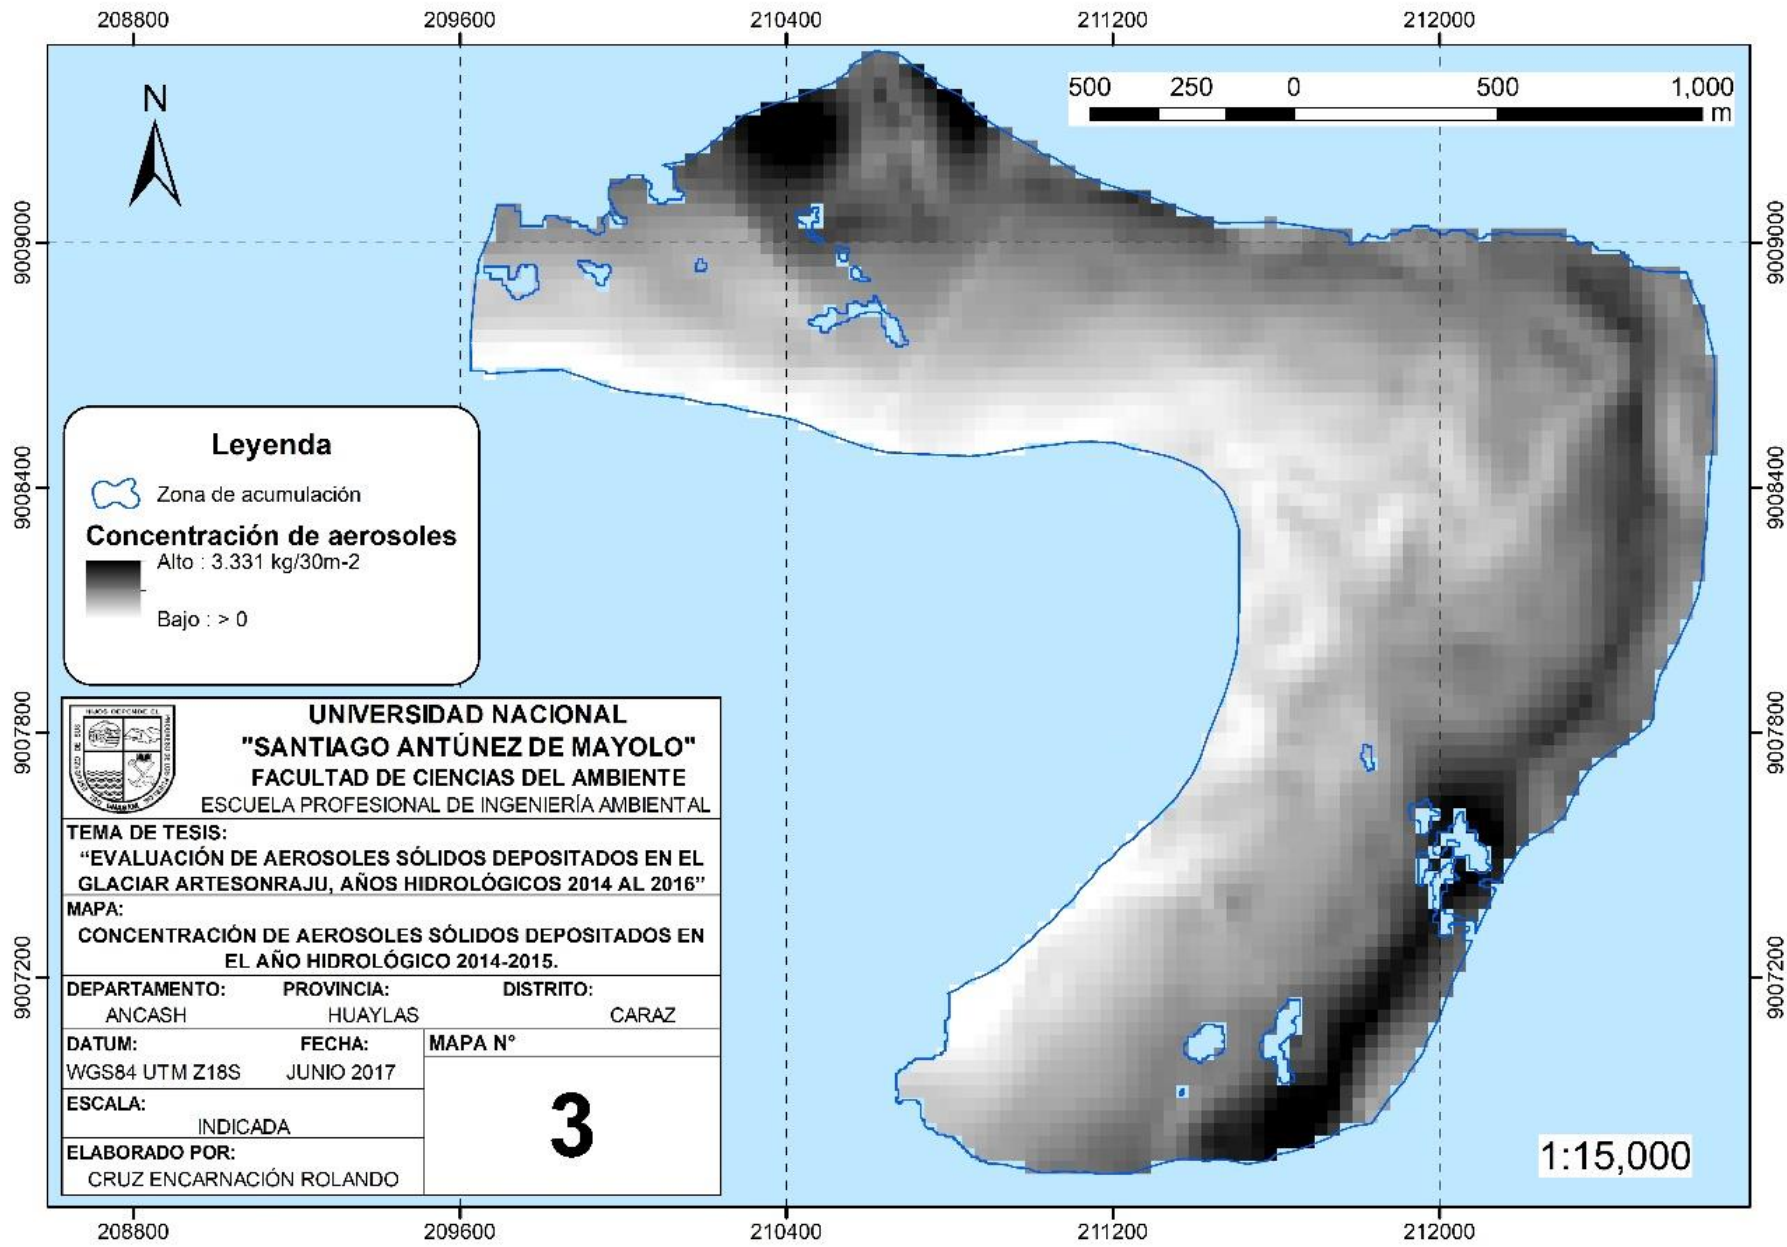 208800 209600 210400 211200 212000
N
500 250 0 500 1,000
m
9009000 9009000
9008400 9008400
9007800 9007800
9007200 9007200
Leyenda
Zona de acumulación
Concentración de aerosoles
Alto : 3.331 kg/30m-2
Bajo : > 0
UNIVERSIDAD NACIONAL
"SANTIAGO ANTÚNEZ DE MAYOLO"
FACULTAD DE CIENCIAS DEL AMBIENTE
ESCUELA PROFESIONAL DE INGENIERÍA AMBIENTAL
TEMA DE TESIS:
“EVALUACIÓN DE AEROSOLES SÓLIDOS DEPOSITADOS EN EL
GLACIAR ARTESONRAJU, AÑOS HIDROLÓGICOS 2014 AL 2016”
MAPA:
CONCENTRACIÓN DE AEROSOLES SÓLIDOS DEPOSITADOS EN
EL AÑO HIDROLÓGICO 2014-2015.
DEPARTAMENTO: PROVINCIA: DISTRITO:
ANCASH HUAYLAS CARAZ
DATUM: FECHA: MAPA N°
WGS84 UTM Z18S JUNIO 2017
ESCALA:
INDICADA
3
ELABORADO POR:
CRUZ ENCARNACIÓN ROLANDO
1:15,000
208800 209600 210400 211200 212000